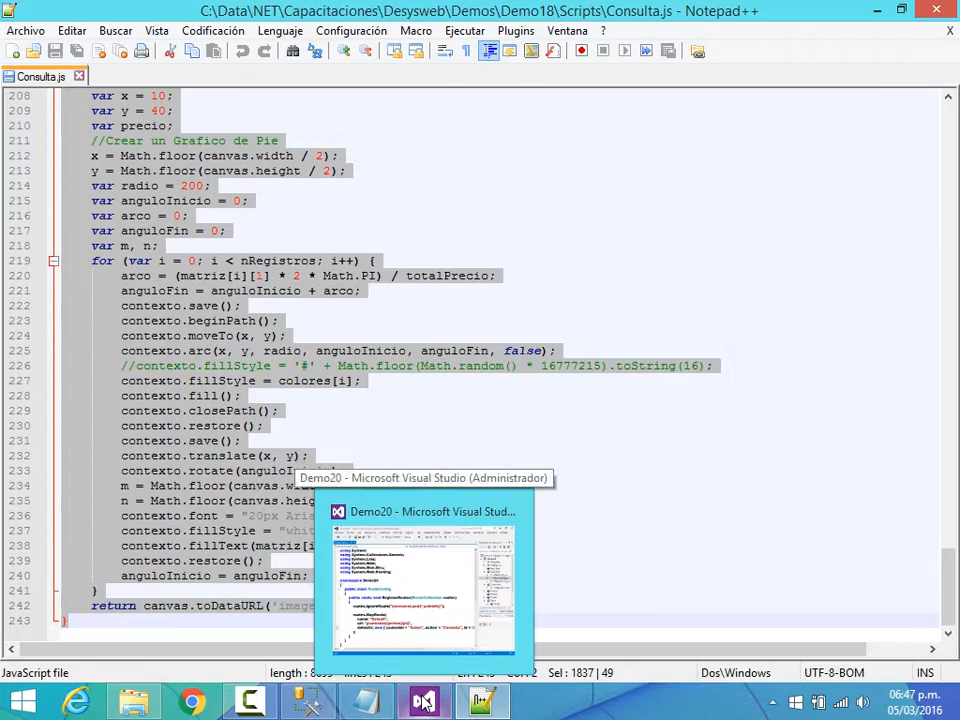 C:\Data\NET\Capacitaciones\Desysweb\Demos\Demo18\Scripts\Consulta.js - Notepad++
Archivo Editar Buscar Vista Codificación Lenguaje Configuración Macro Ejecutar Plugins Ventana ? X
Consulta.js
208 var x = 10;
209 var y = 40;
210 var precio;
211 //Crear un Grafico de Pie
212 x = Math.floor(canvas.width / 2);
213 y = Math.floor(canvas.height / 2);
214 var radio = 200;
215 var anguloInicio = 0;
216 var arco = 0;
217 var anguloFin = 0;
218 var m, n;
219 for (var i = 0; i < nRegistros; i++) {
220 arco = (matriz[i][1] * 2 * Math.PI) / totalPrecio;
221 anguloFin = anguloInicio + arco;
222 contexto.save();
223 contexto.beginPath();
224 contexto.moveTo(x, y);
225 contexto.arc(x, y, radio, anguloInicio, anguloFin, false);
226 //contexto.fillStyle = '#' + Math.floor(Math.random() * 16777215).toString(16);
227 contexto.fillStyle = colores[i];
228 contexto.fill();
229 contexto.closePath();
230 contexto.restore();
231 contexto.save();
232 contexto.translate(x, y);
233 contexto.rotate(anguloIni
Demo20 - Microsoft Visual Studio (Administrador)
234 m = Math.floor(canvas.w
235 n = Math.floor(canvas.he
Demo20 - Microsoft Visual Stud...
236 contexto.font = "20px Aria
237 contexto.fillStyle = "whit
238 contexto.fillText(matriz[i
239 contexto.restore();
240 anguloInicio = anguloFin;
241 }
242 return canvas.toDataURL('image
243 }
JavaScript file length : 8 Sel : 1837 | 49 Dos\Windows UTF-8-BOM INS
06:47 p.m.
05/03/2016